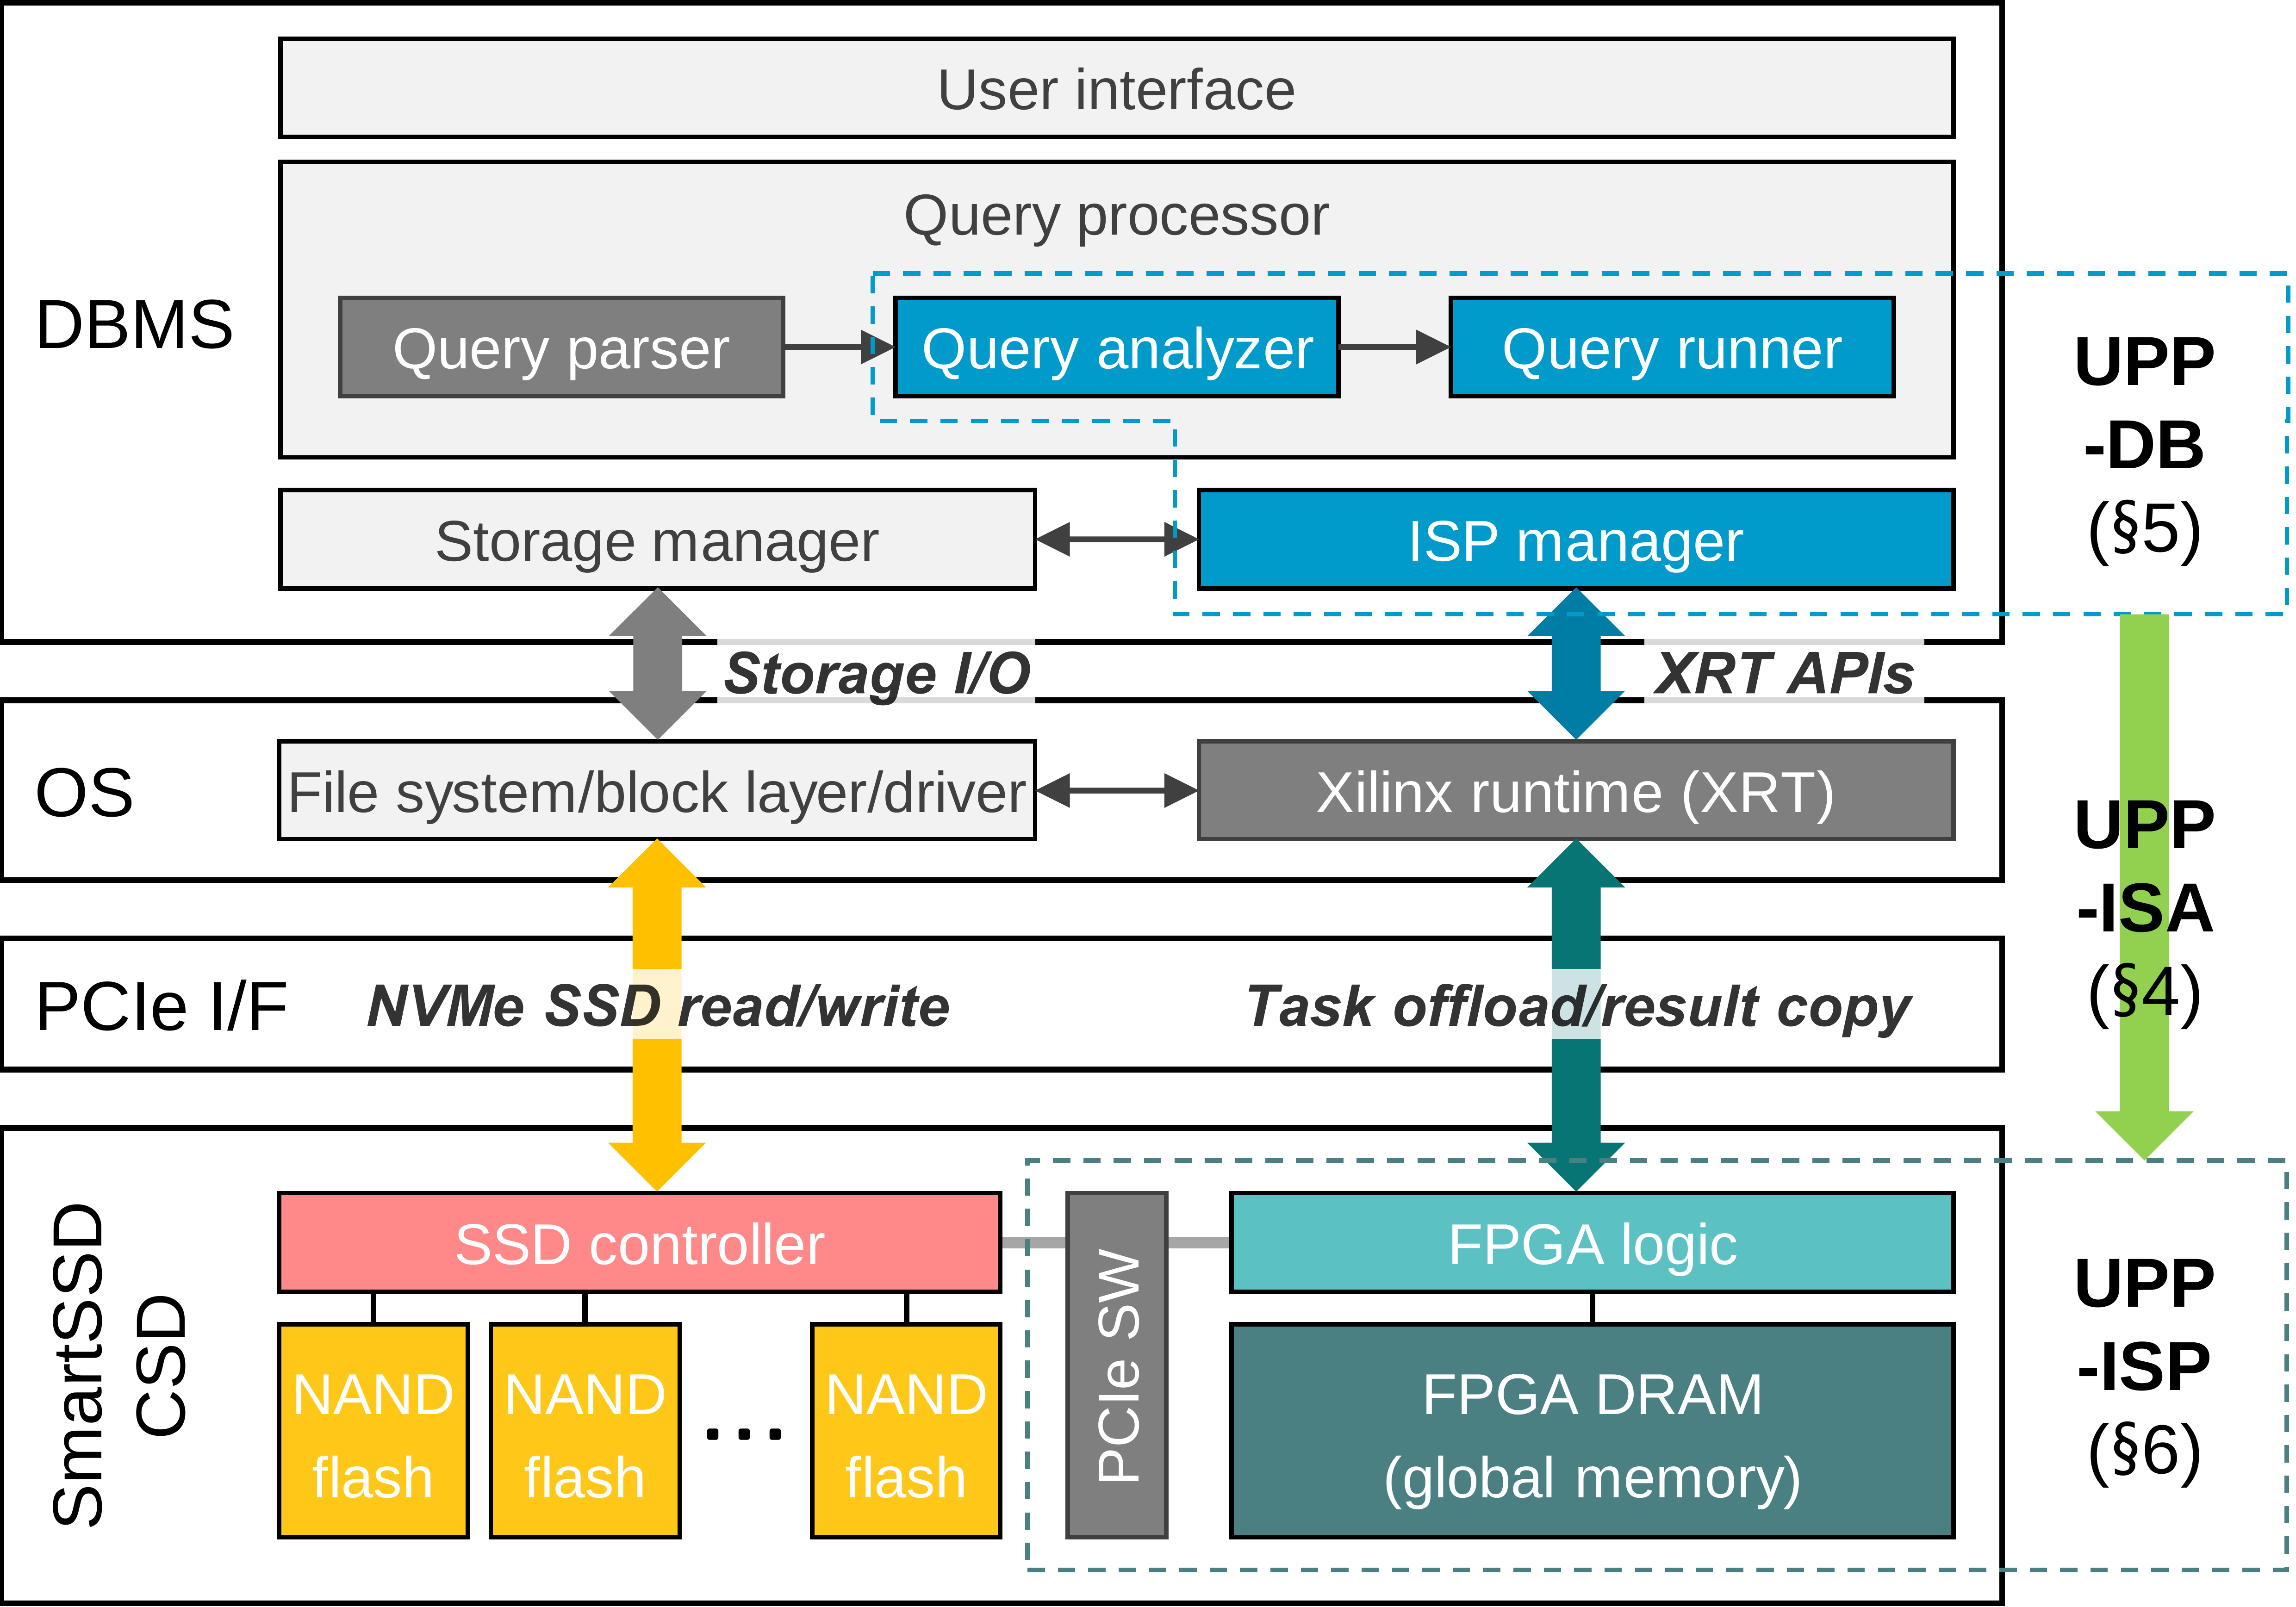 User interface
Query processor
DBMS
Query parser
Query analyzer
Query runner
UPP
-DB
(§5)
Storage manager
ISP manager
Storage I/O
XRT APIs
OS
File system/block layer/driver
Xilinx runtime (XRT)
UPP
-ISA
(§4)
PCIe I/F
NVMe SSD read/write
Task offload/result copy
SmartSSD
CSD
SSD controller
PCIe SW
FPGA logic
NAND
flash
NAND
flash
...
NAND
flash
FPGA DRAM
(global memory)
UPP
-ISP
(§6)